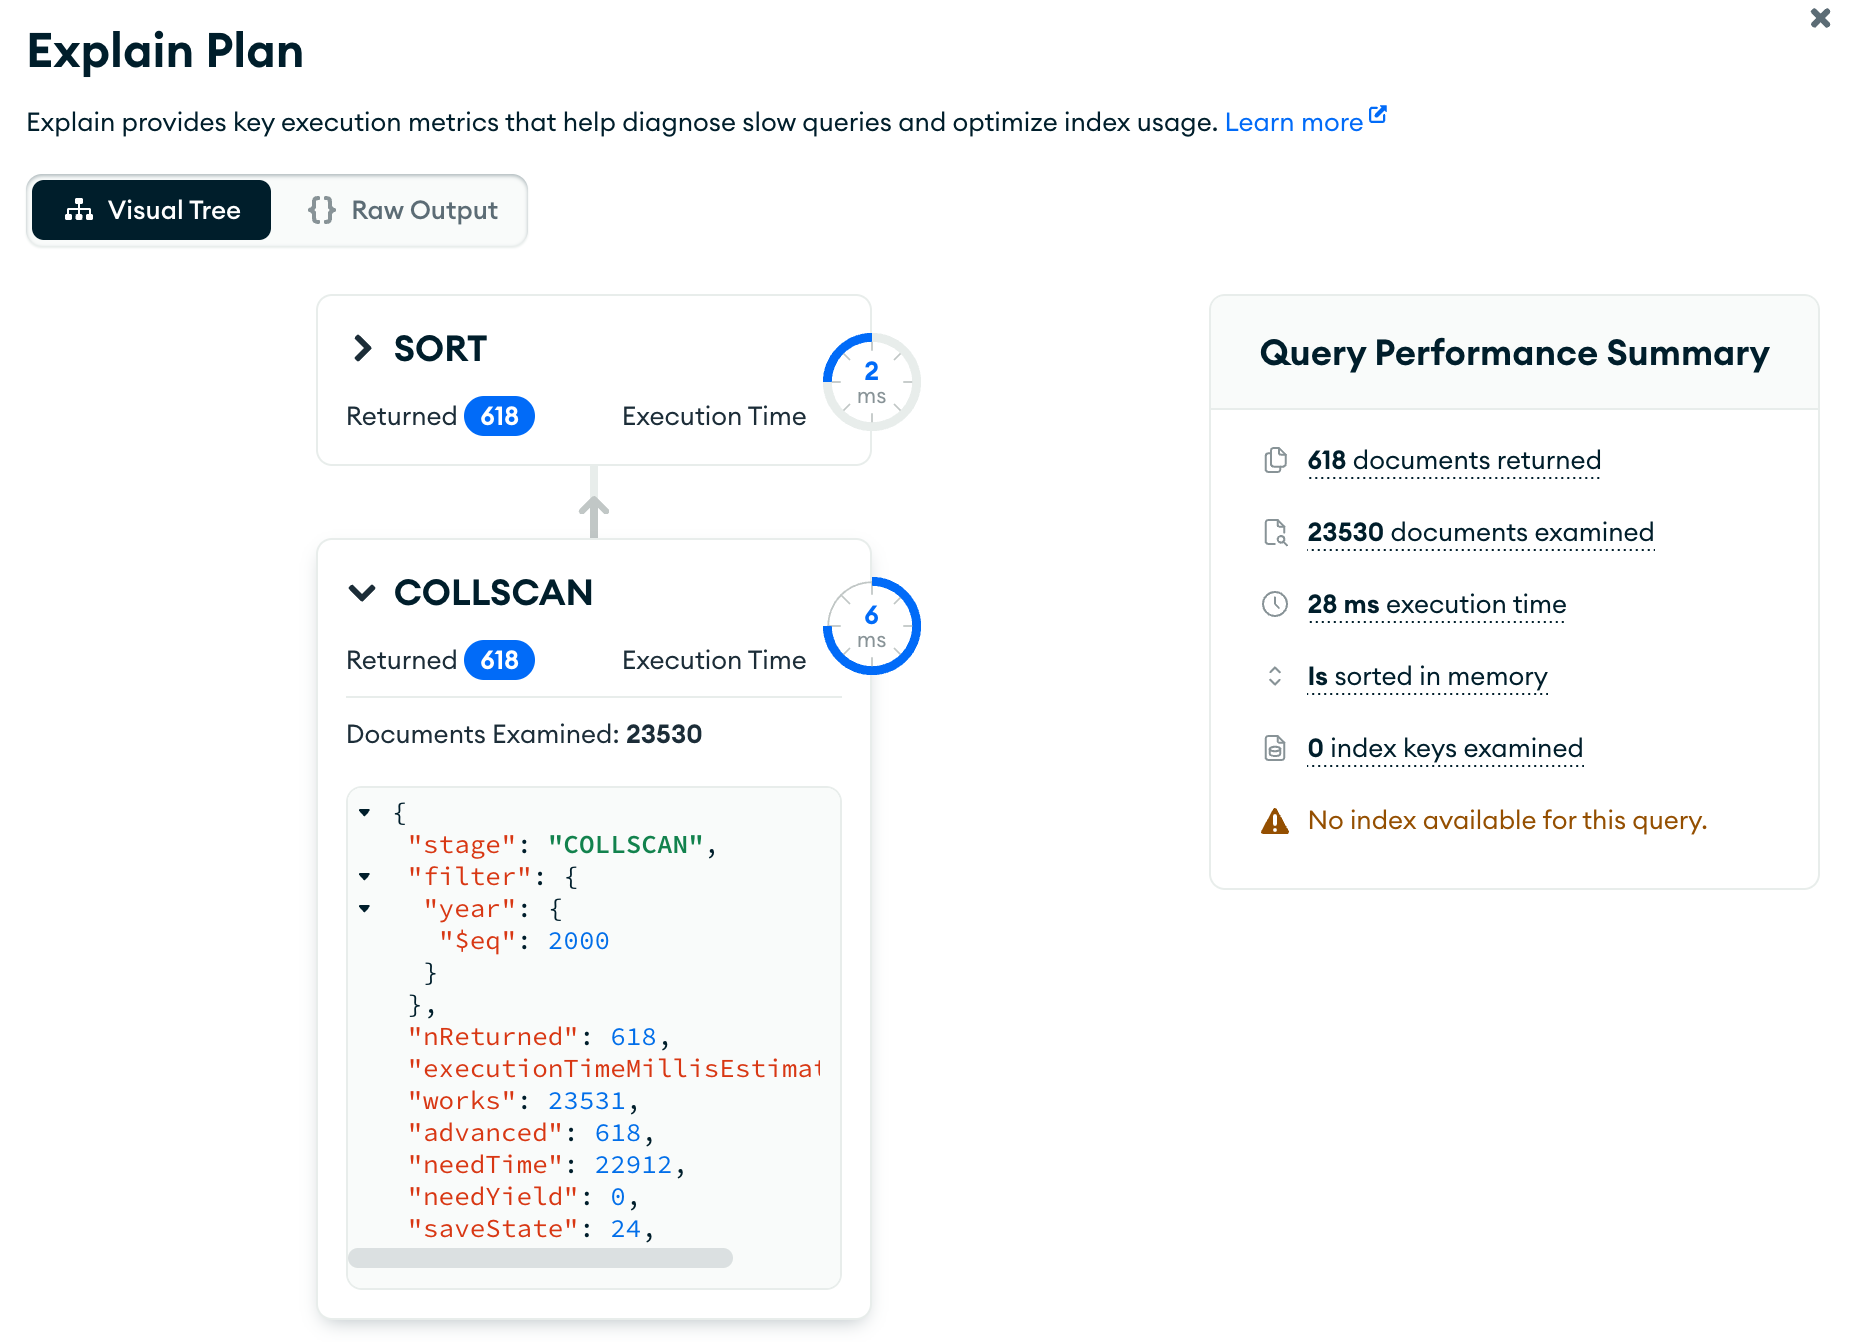 Explain Plan
Explain provides key execution metrics that help diagnose slow queries and optimize index usage. Learn more
Visual Tree
{} Raw Output
SORT
Returned 618 Execution Time 2 ms
COLLSCAN
Returned 618 Execution Time 6 ms
Documents Examined: 23530
{
"stage": "COLLSCAN",
"filter": {
"year": {
"$eq": 2000
}
},
"nReturned": 618,
"executionTimeMillisEstimat
"works": 23531,
"advanced": 618,
"needTime": 22912,
"needYield": 0,
"saveState": 24,
Query Performance Summary
618 documents returned
23530 documents examined
28 ms execution time
Is sorted in memory
0 index keys examined
No index available for this query.